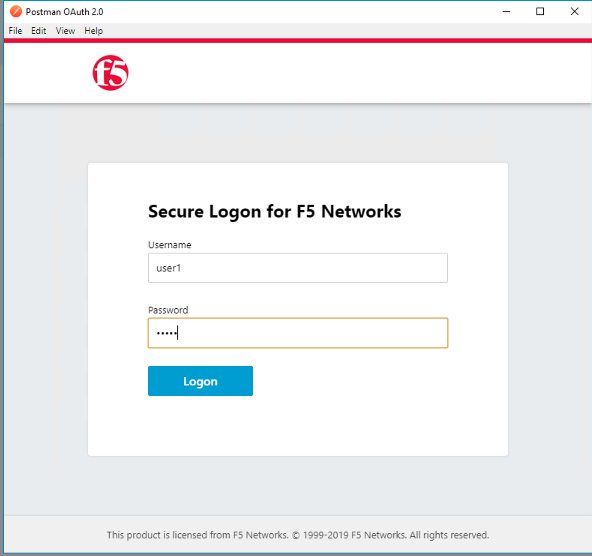 Postman OAuth 2.0
File Edit View Help
f5
Secure Logon for F5 Networks
Username
user1
Password
•••••
Logon
This product is licensed from F5 Networks. © 1999-2019 F5 Networks. All rights reserved.